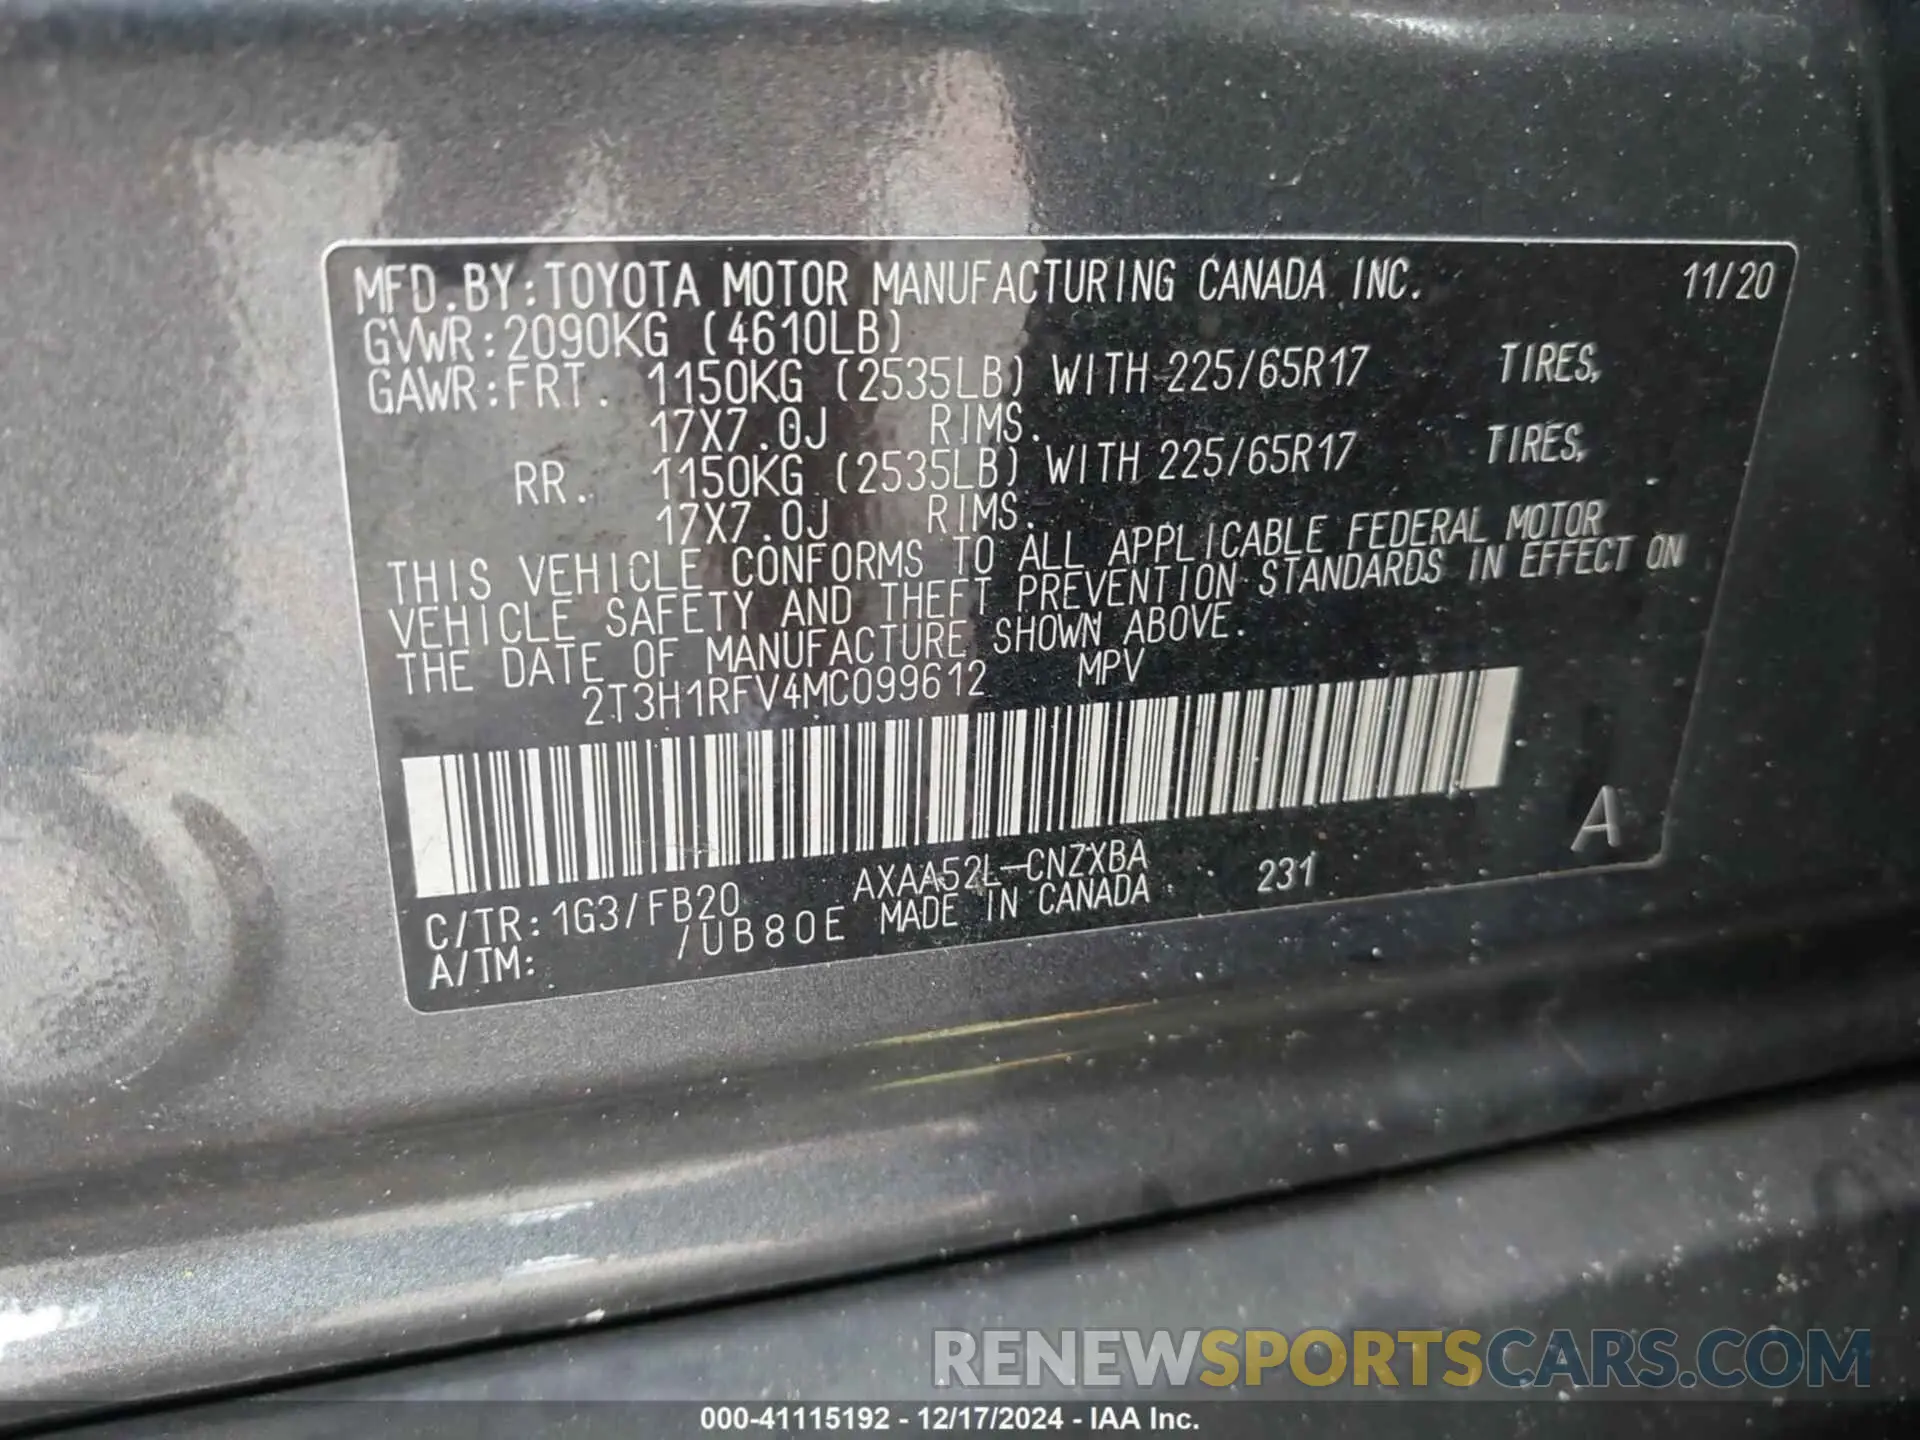 MFD.BY:TOYOTA MOTOR MANUFACTURING CANADA INC. 11/20
GVWR:2090KG (4610LB)
GAWR:FRT. 1150KG (2535LB) WITH 225/65R17 TIRES,
17X7.0J RIMS.
RR. 1150KG (2535LB) WITH 225/65R17 TIRES,
17X7.0J RIMS.
THIS VEHICLE CONFORMS TO ALL APPLICABLE FEDERAL MOTOR
VEHICLE SAFETY AND THEFT PREVENTION STANDARDS IN EFFECT ON
THE DATE OF MANUFACTURE SHOWN ABOVE.
2T3H1RFV4MC099612 MPV
C/TR:1G3/FB20 AXAA52L-CNZXBA 231 A
A/TM: /UB80E MADE IN CANADA
RENEWSPORTSCARS.COM
000-41115192 - 12/17/2024 - IAA Inc.